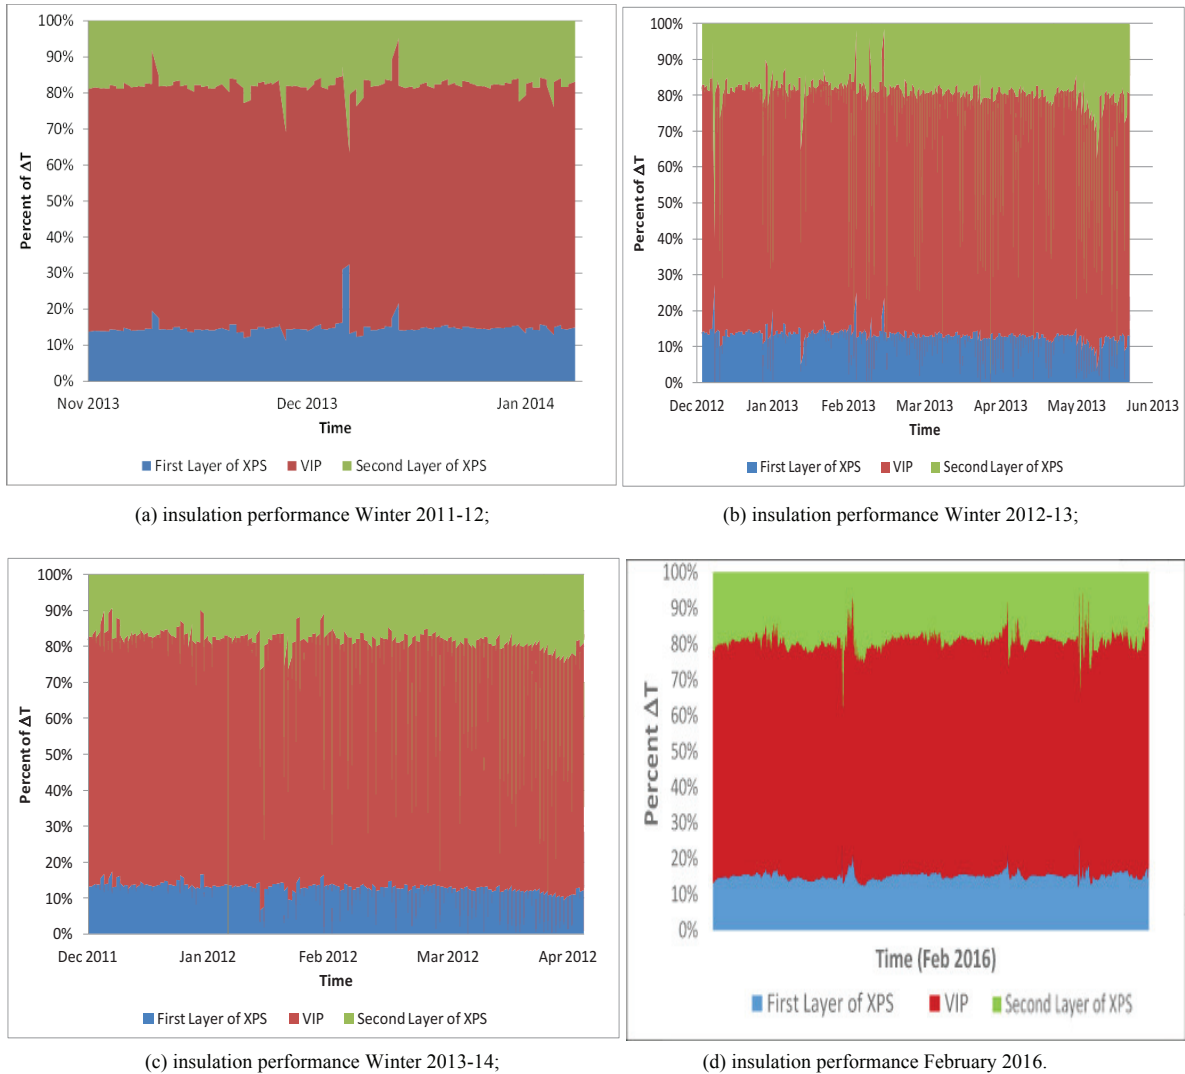 100%
90%
80%
70%
60%
50%
40%
30%
20%
10%
0%
Percent of ΔT
Nov 2013 Dec 2013 Jan 2014
Time
First Layer of XPS VIP Second Layer of XPS
(a) insulation performance Winter 2011-12;
100%
90%
80%
70%
60%
50%
40%
30%
20%
10%
0%
Percent of ΔT
Dec 2012 Jan 2013 Feb 2013 Mar 2013 Apr 2013 May 2013 Jun 2013
Time
First Layer of XPS VIP Second Layer of XPS
(b) insulation performance Winter 2012-13;
100%
90%
80%
70%
60%
50%
40%
30%
20%
10%
0%
Percent of ΔT
Dec 2011 Jan 2012 Feb 2012 Mar 2012 Apr 2012
Time
First Layer of XPS VIP Second Layer of XPS
(c) insulation performance Winter 2013-14;
100%
90%
80%
70%
60%
50%
40%
30%
20%
10%
0%
Percent ΔT
Time (Feb 2016)
First Layer of XPS VIP Second Layer of XPS
(d) insulation performance February 2016.